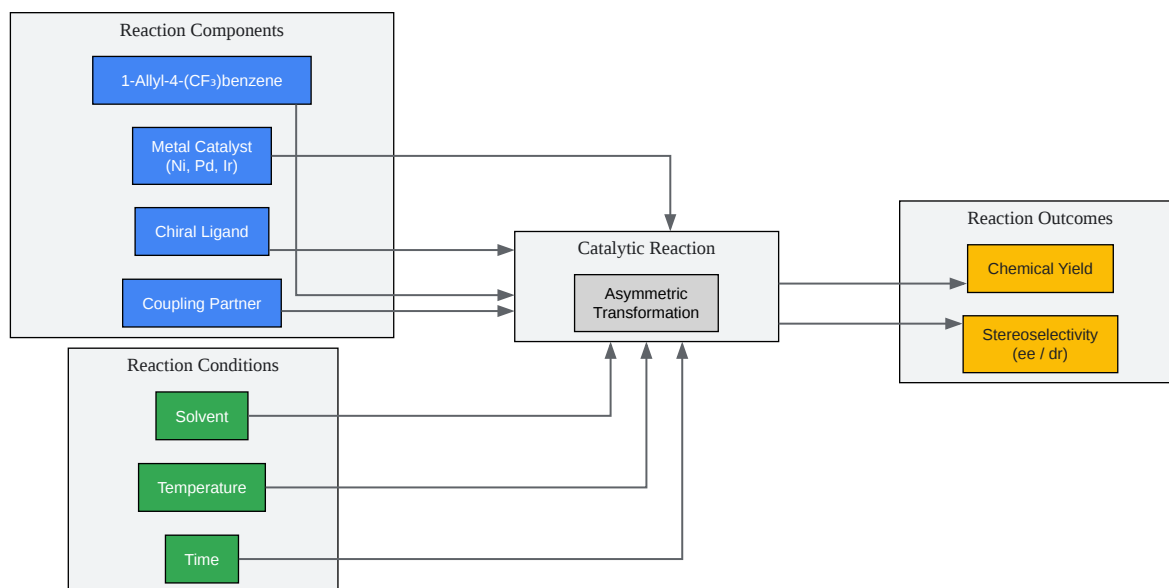 Reaction Components
1-Allyl-4-(CF₃)benzene
Metal Catalyst
(Ni, Pd, Ir)
Chiral Ligand
Coupling Partner
Reaction Conditions
Solvent
Temperature
Time
Catalytic Reaction
Asymmetric
Transformation
Reaction Outcomes
Chemical Yield
Stereoselectivity
(ee / dr)